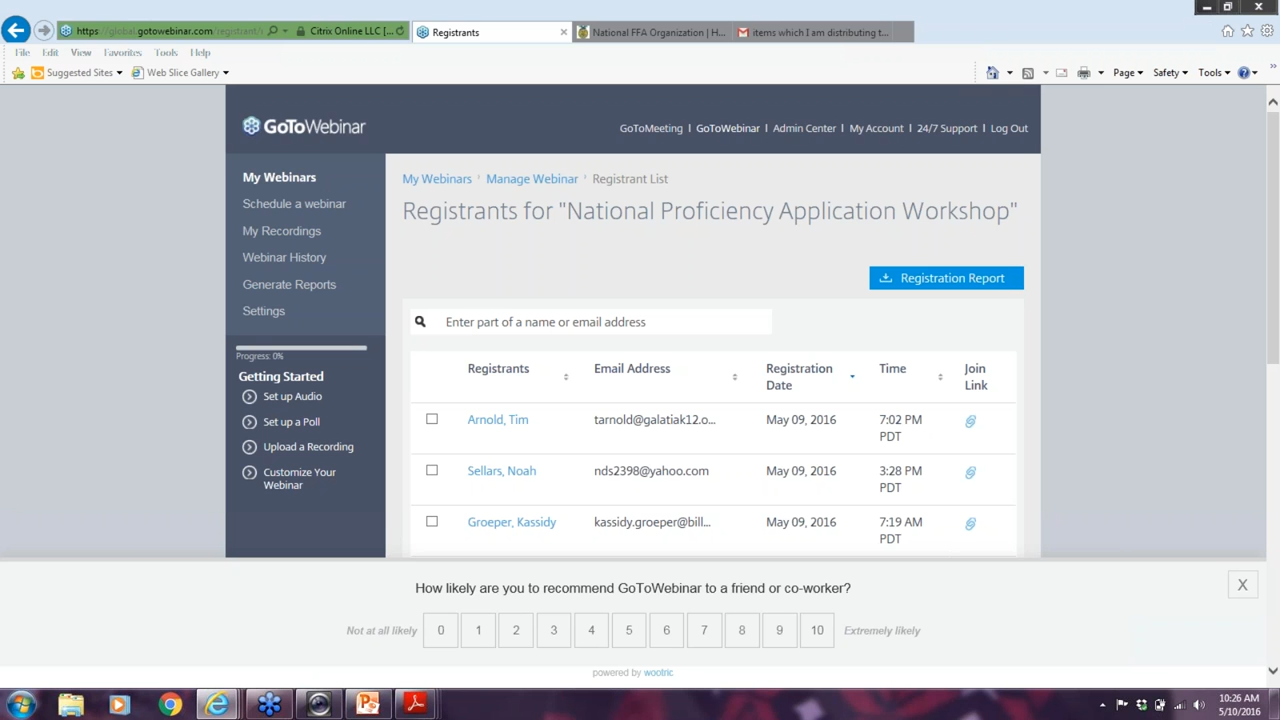 https://global.gotowebinar.com/registrant/
Citrix Online LLC [...
Registrants
National FFA Organization | H...
items which I am distributing t...
File Edit View Favorites Tools Help
Suggested Sites
Web Slice Gallery
Page
Safety
Tools
GoToWebinar
GoToMeeting | GoToWebinar | Admin Center | My Account | 24/7 Support | Log Out
My Webinars
Schedule a webinar
My Recordings
Webinar History
Generate Reports
Settings
Progress: 0%
Getting Started
Set up Audio
Set up a Poll
Upload a Recording
Customize Your
Webinar
My Webinars Manage Webinar Registrant List
Registrants for "National Proficiency Application Workshop"
Registration Report
Enter part of a name or email address
Registrants Email Address Registration Date Time Join Link
Arnold, Tim tarnold@galatiak12.o... May 09, 2016 7:02 PM PDT
Sellars, Noah nds2398@yahoo.com May 09, 2016 3:28 PM PDT
Groeper, Kassidy kassidy.groeper@bill... May 09, 2016 7:19 AM PDT
How likely are you to recommend GoToWebinar to a friend or co-worker?
X
Not at all likely 0 1 2 3 4 5 6 7 8 9 10 Extremely likely
powered by wootric
10:26 AM
5/10/2016